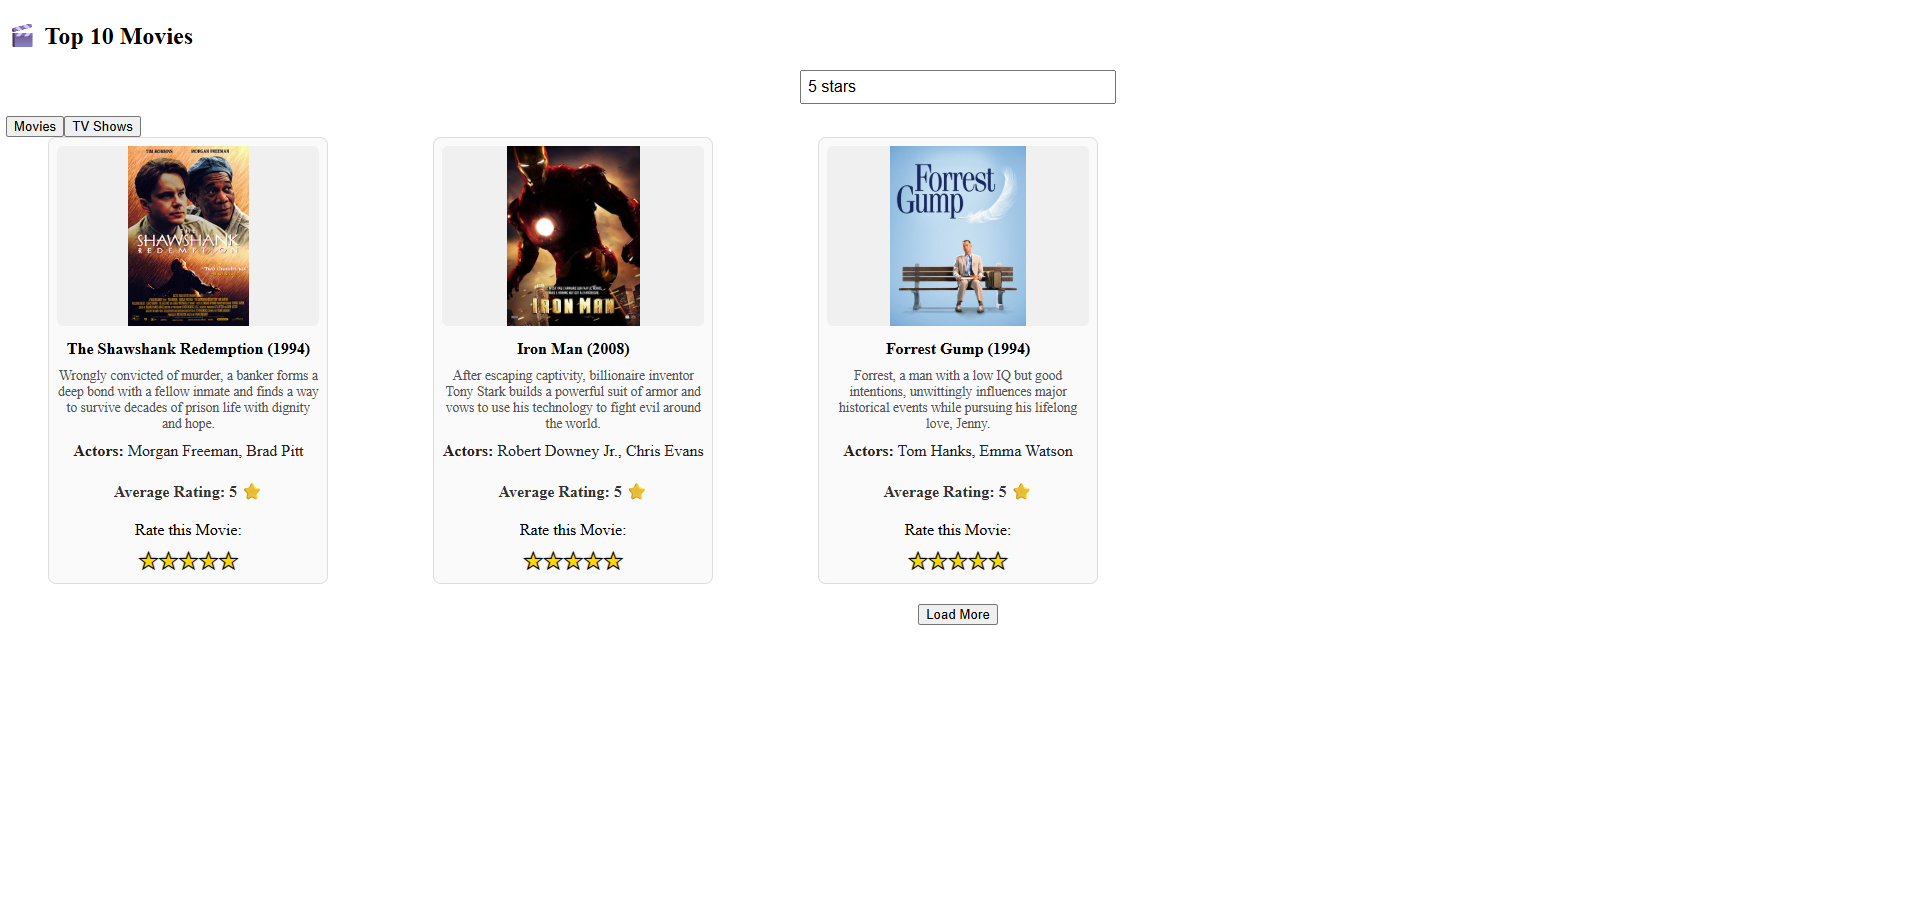 Top 10 Movies
5 stars
Movies
TV Shows
TIM ROBBINS MORGAN FREEMAN
THE
SHAWSHANK
REDEMPTION
The Shawshank Redemption (1994)
Wrongly convicted of murder, a banker forms a
deep bond with a fellow inmate and finds a way
to survive decades of prison life with dignity
and hope.
Actors: Morgan Freeman, Brad Pitt
Average Rating: 5
Rate this Movie:
IRON MAN
Iron Man (2008)
After escaping captivity, billionaire inventor
Tony Stark builds a powerful suit of armor and
vows to use his technology to fight evil around
the world.
Actors: Robert Downey Jr., Chris Evans
Average Rating: 5
Rate this Movie:
Forrest
Gump
Forrest Gump (1994)
Forrest, a man with a low IQ but good
intentions, unwittingly influences major
historical events while pursuing his lifelong
love, Jenny.
Actors: Tom Hanks, Emma Watson
Average Rating: 5
Rate this Movie:
Load More